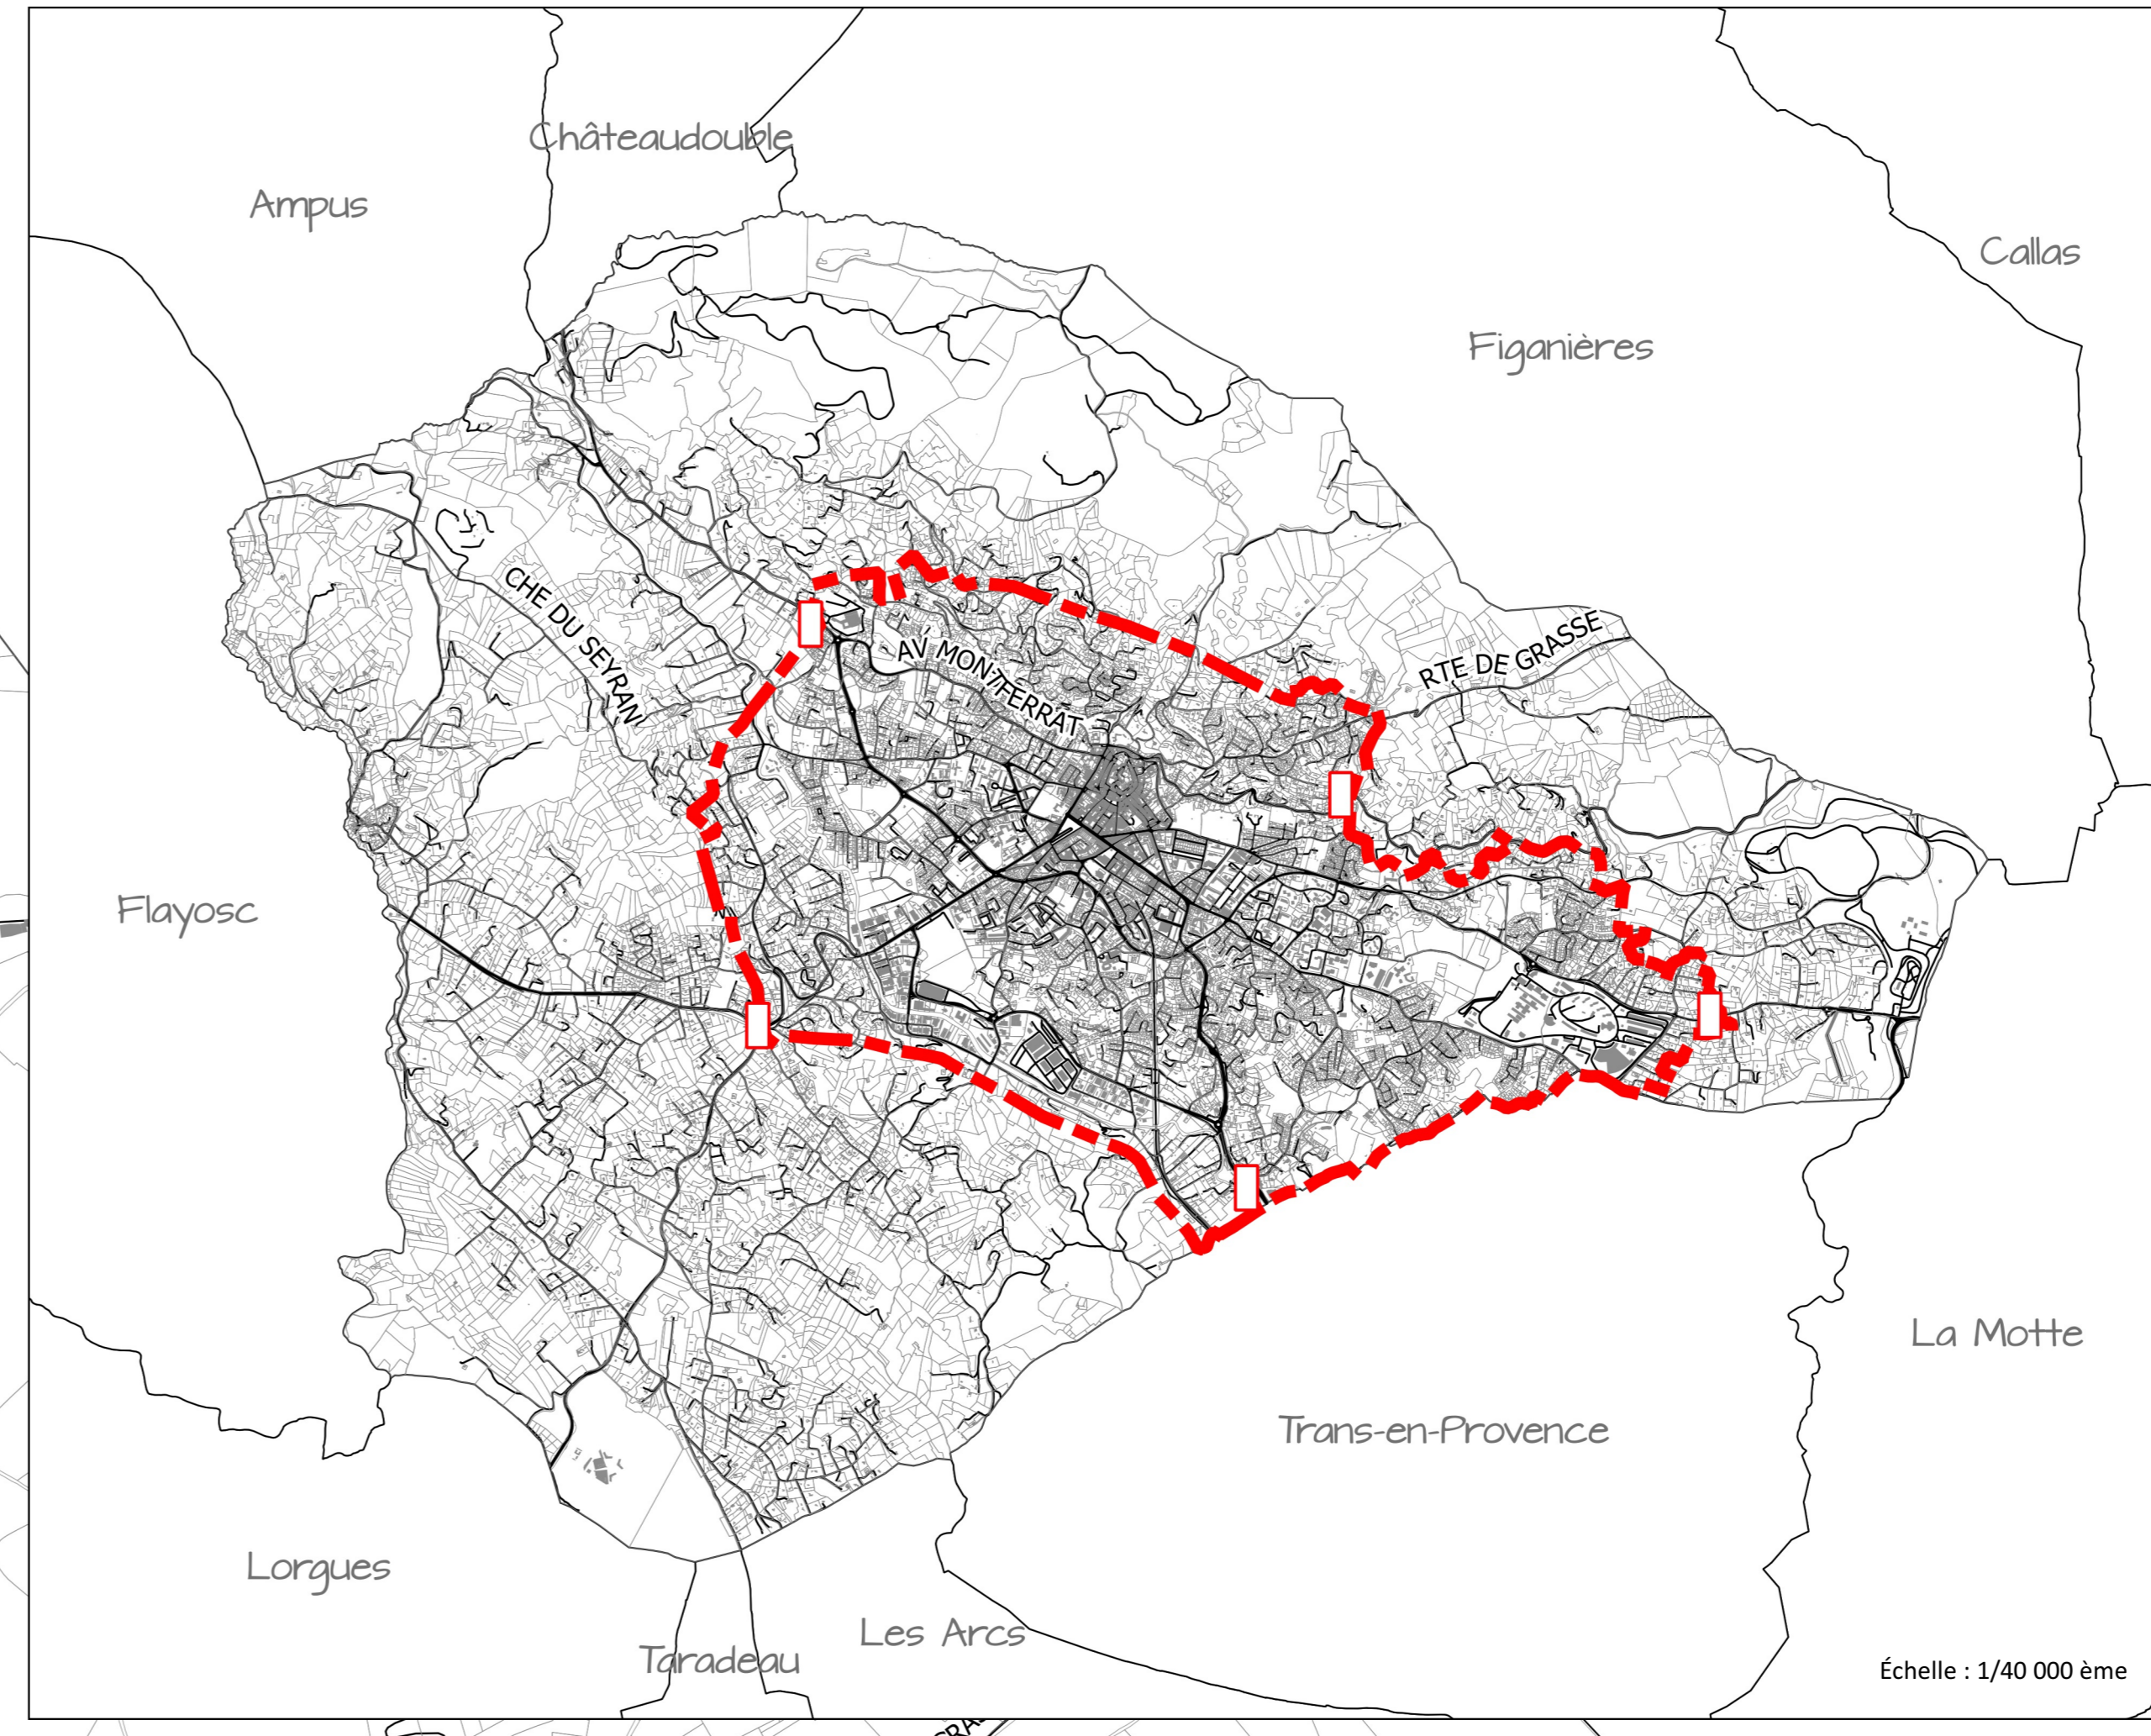 Châteaudouble
Ampus
Callas
Figanières
CHE DU SEYRAN
AV MONTFERRAT
RTE DE GRASSE
Flayosc
La Motte
Trans-en-Provence
Lorgues
Les Arcs
Taradeau
Échelle : 1/40 000 ème